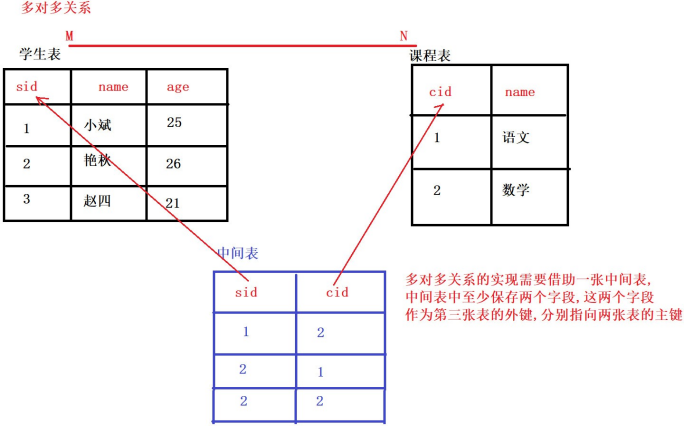 多对多关系
M N
学生表
课程表
sid name age
1 小斌 25
2 艳秋 26
3 赵四 21
cid name
1 语文
2 数学
中间表
sid cid
1 2
2 1
2 2
多对多关系的实现需要借助一张中间表,
中间表中至少保存两个字段,这两个字段
作为第三张表的外键,分别指向两张表的主键